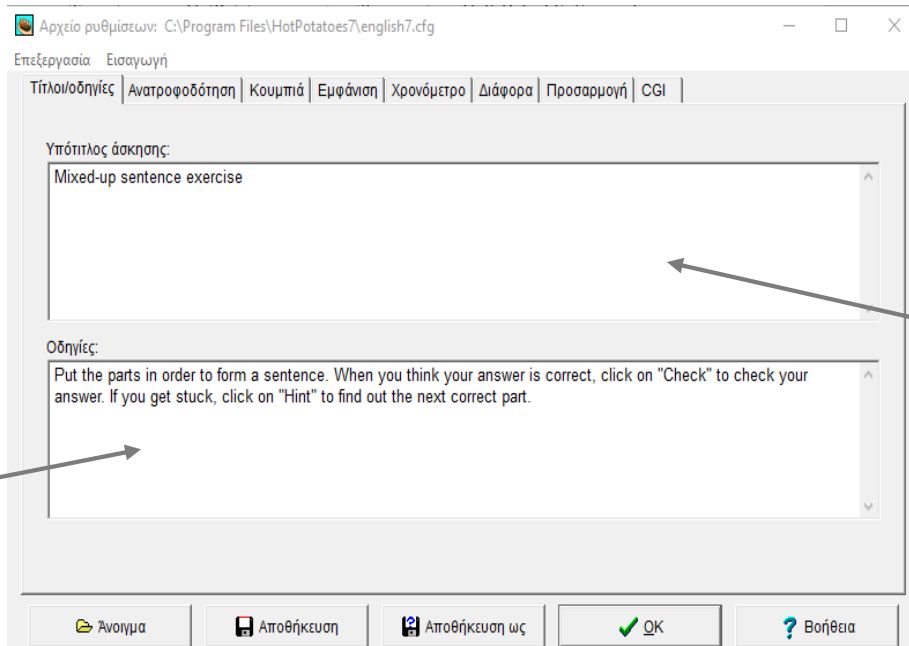 Αρχείο ρυθμίσεων: C:\Program Files\HotPotatoes7\english7.cfg
Επεξεργασία Εισαγωγή
Τίτλοι/οδηγίες Ανατροφοδότηση Κουμπιά Εμφάνιση Χρονόμετρο Διάφορα Προσαρμογή CGI
Υπότιτλος άσκησης:
Mixed-up sentence exercise
Οδηγίες:
Put the parts in order to form a sentence. When you think your answer is correct, click on "Check" to check your
answer. If you get stuck, click on "Hint" to find out the next correct part.
Άνοιγμα Αποθήκευση Αποθήκευση ως OK Βοήθεια